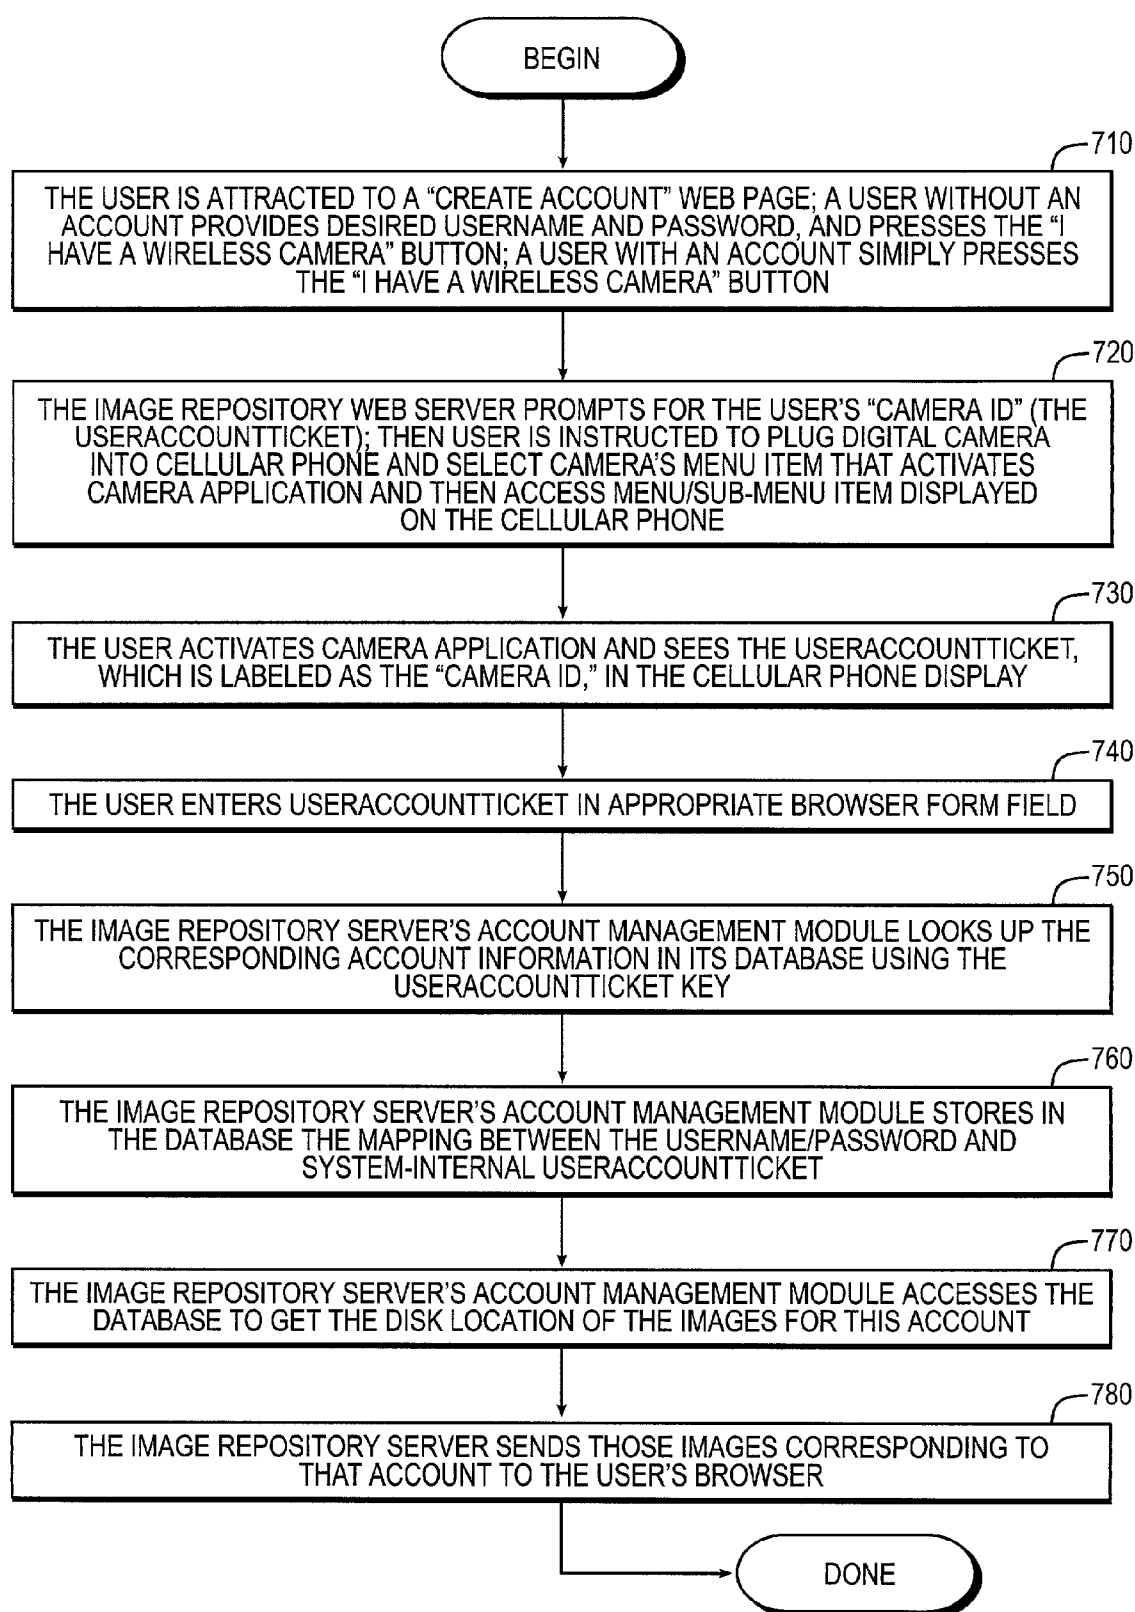 BEGIN
710
THE USER IS ATTRACTED TO A “CREATE ACCOUNT” WEB PAGE; A USER WITHOUT AN
ACCOUNT PROVIDES DESIRED USERNAME AND PASSWORD, AND PRESSES THE “I
HAVE A WIRELESS CAMERA” BUTTON; A USER WITH AN ACCOUNT SIMIPLY PRESSES
THE “I HAVE A WIRELESS CAMERA” BUTTON
720
THE IMAGE REPOSITORY WEB SERVER PROMPTS FOR THE USER’S “CAMERA ID” (THE
USERACCOUNTTICKET); THEN USER IS INSTRUCTED TO PLUG DIGITAL CAMERA
INTO CELLULAR PHONE AND SELECT CAMERA’S MENU ITEM THAT ACTIVATES
CAMERA APPLICATION AND THEN ACCESS MENU/SUB-MENU ITEM DISPLAYED
ON THE CELLULAR PHONE
730
THE USER ACTIVATES CAMERA APPLICATION AND SEES THE USERACCOUNTTICKET,
WHICH IS LABELED AS THE “CAMERA ID,” IN THE CELLULAR PHONE DISPLAY
740
THE USER ENTERS USERACCOUNTTICKET IN APPROPRIATE BROWSER FORM FIELD
750
THE IMAGE REPOSITORY SERVER’S ACCOUNT MANAGEMENT MODULE LOOKS UP THE
CORRESPONDING ACCOUNT INFORMATION IN ITS DATABASE USING THE
USERACCOUNTTICKET KEY
760
THE IMAGE REPOSITORY SERVER’S ACCOUNT MANAGEMENT MODULE STORES IN
THE DATABASE THE MAPPING BETWEEN THE USERNAME/PASSWORD AND
SYSTEM-INTERNAL USERACCOUNTTICKET
770
THE IMAGE REPOSITORY SERVER’S ACCOUNT MANAGEMENT MODULE ACCESSES THE
DATABASE TO GET THE DISK LOCATION OF THE IMAGES FOR THIS ACCOUNT
780
THE IMAGE REPOSITORY SERVER SENDS THOSE IMAGES CORRESPONDING TO
THAT ACCOUNT TO THE USER’S BROWSER
DONE